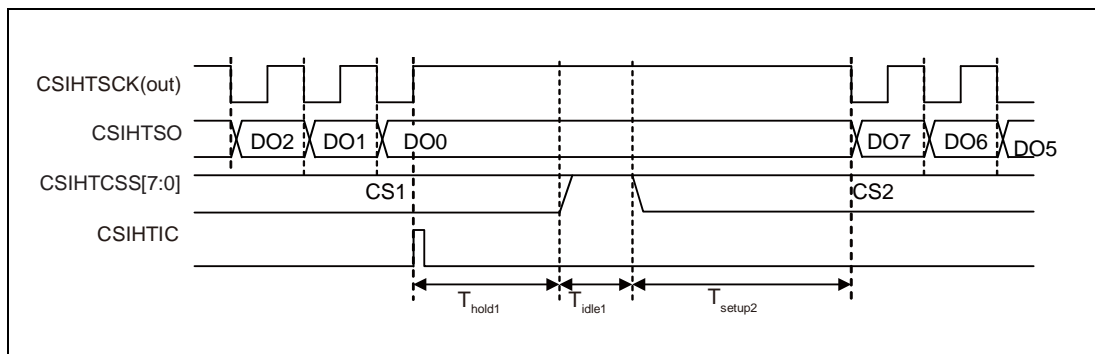 CSIHTSCK(out)
CSIHTSO
DO2 DO1 DO0 DO7 DO6 DO5
CSIHTCSS[7:0]
CS1 CS2
CSIHTIC
Thold1 Tidle1 Tsetup2